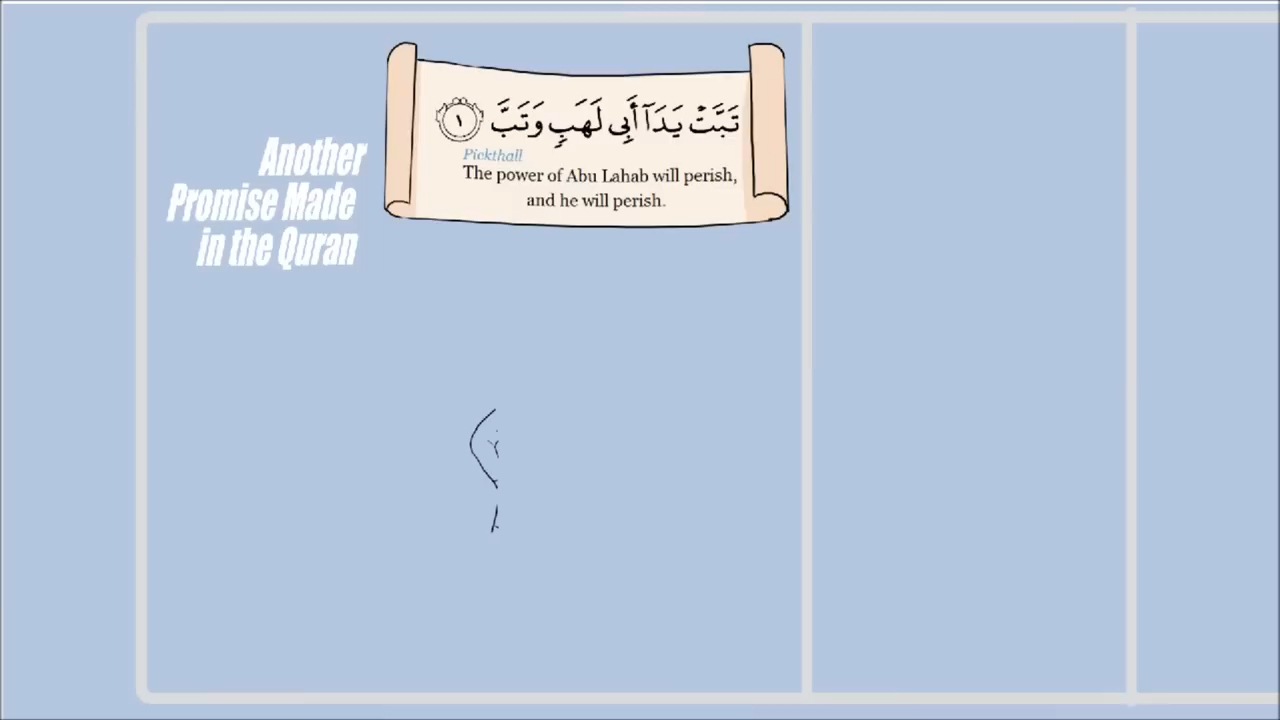 Another
Promise Made
in the Quran
تَبَّتْ يَدَآ أَبِى لَهَبٍ وَتَبَّ ١
Pickthall
The power of Abu Lahab will perish,
and he will perish.